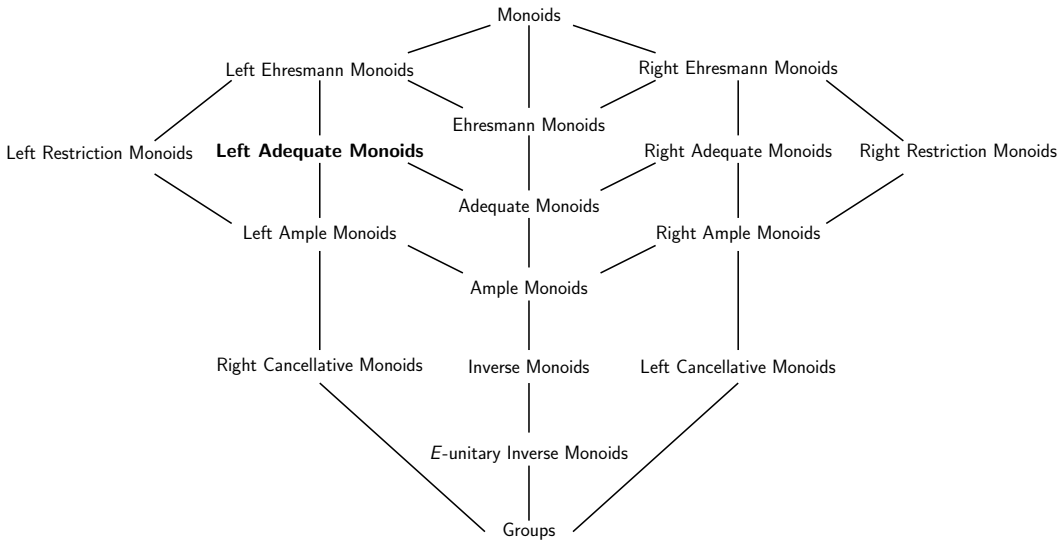 Monoids
Left Ehresmann Monoids
Right Ehresmann Monoids
Ehresmann Monoids
Left Restriction Monoids
Left Adequate Monoids
Right Adequate Monoids
Right Restriction Monoids
Adequate Monoids
Left Ample Monoids
Right Ample Monoids
Ample Monoids
Right Cancellative Monoids
Inverse Monoids
Left Cancellative Monoids
E-unitary Inverse Monoids
Groups